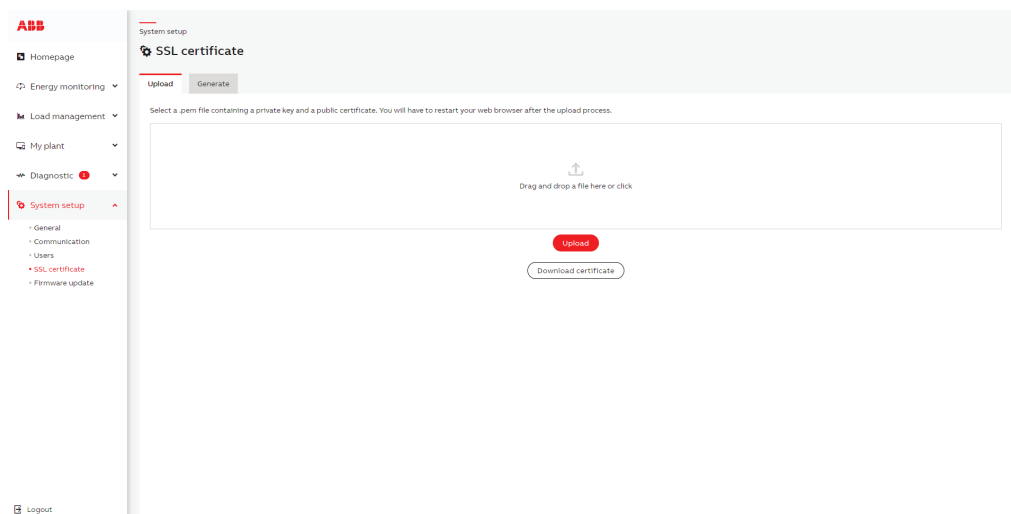 ABB
Homepage
Energy monitoring
Load management
My plant
Diagnostic 1
System setup
General
Communication
Users
SSL certificate
Firmware update
Logout
System setup
SSL certificate
Upload Generate
Select a .pem file containing a private key and a public certificate. You will have to restart your web browser after the upload process.
Drag and drop a file here or click
Upload
Download certificate